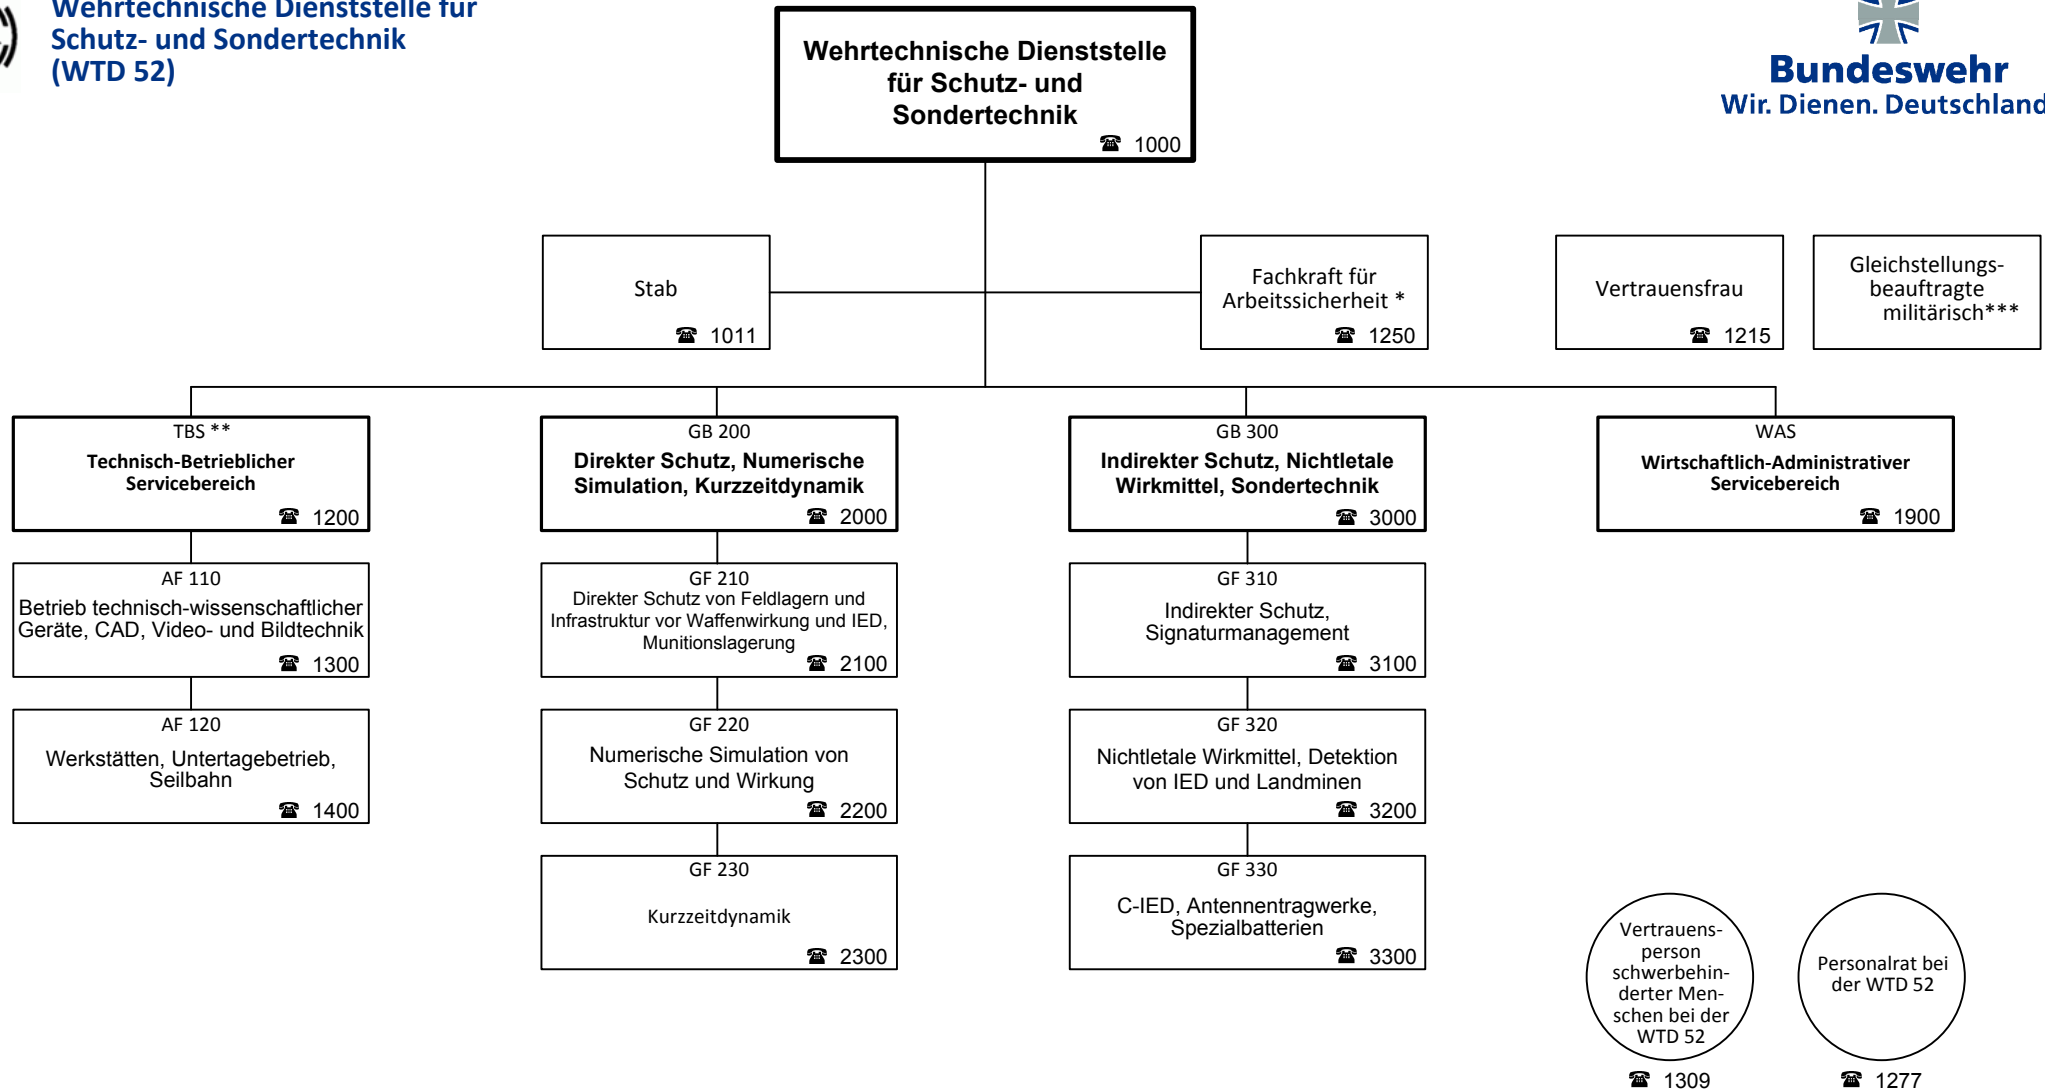 Wehrtechnische Dienststelle für
Schutz- und Sondertechnik
(WTD 52)
Wehrtechnische Dienststelle
für Schutz- und
Sondertechnik
☎ 1000
Bundeswehr
Wir. Dienen. Deutschland
Stab
☎ 1011
Fachkraft für
Arbeitssicherheit *
☎ 1250
Vertrauensfrau
☎ 1215
Gleichstellungs-
beauftragte
militärisch***
TBS **
Technisch-Betrieblicher
Servicebereich
☎ 1200
GB 200
Direkter Schutz, Numerische
Simulation, Kurzzeitdynamik
☎ 2000
GB 300
Indirekter Schutz, Nichtletale
Wirkmittel, Sondertechnik
☎ 3000
WAS
Wirtschaftlich-Administrativer
Servicebereich
☎ 1900
AF 110
Betrieb technisch-wissenschaftlicher
Geräte, CAD, Video- und Bildtechnik
☎ 1300
GF 210
Direkter Schutz von Feldlagern und
Infrastruktur vor Waffenwirkung und IED,
Munitionslagerung
☎ 2100
GF 310
Indirekter Schutz,
Signaturmanagement
☎ 3100
AF 120
Werkstätten, Untertagebetrieb,
Seilbahn
☎ 1400
GF 220
Numerische Simulation von
Schutz und Wirkung
☎ 2200
GF 320
Nichtletale Wirkmittel, Detektion
von IED und Landminen
☎ 3200
GF 230
Kurzzeitdynamik
☎ 2300
GF 330
C-IED, Antennentragwerke,
Spezialbatterien
☎ 3300
Vertrauens-
person
schwerbehin-
derter Men-
schen bei der
WTD 52
☎ 1309
Personalrat bei
der WTD 52
☎ 1277